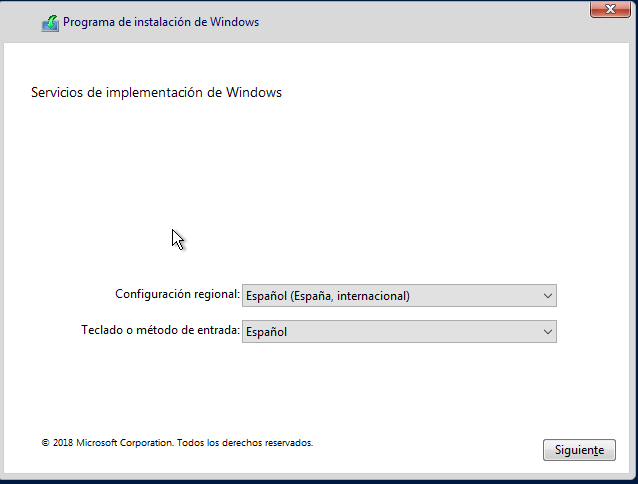 Programa de instalación de Windows
Servicios de implementación de Windows
Configuración regional: Español (España, internacional)
Teclado o método de entrada: Español
© 2018 Microsoft Corporation. Todos los derechos reservados.
Siguiente